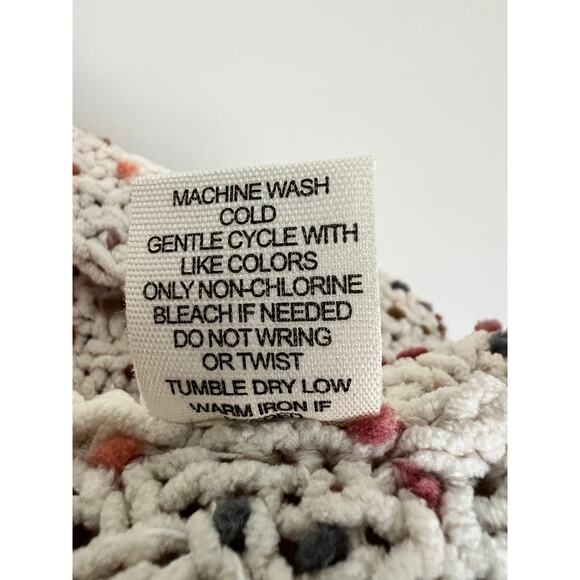 MACHINE WASH
COLD
GENTLE CYCLE WITH
LIKE COLORS
ONLY NON-CHLORINE
BLEACH IF NEEDED
DO NOT WRING
OR TWIST
TUMBLE DRY LOW
WARM IRON IF